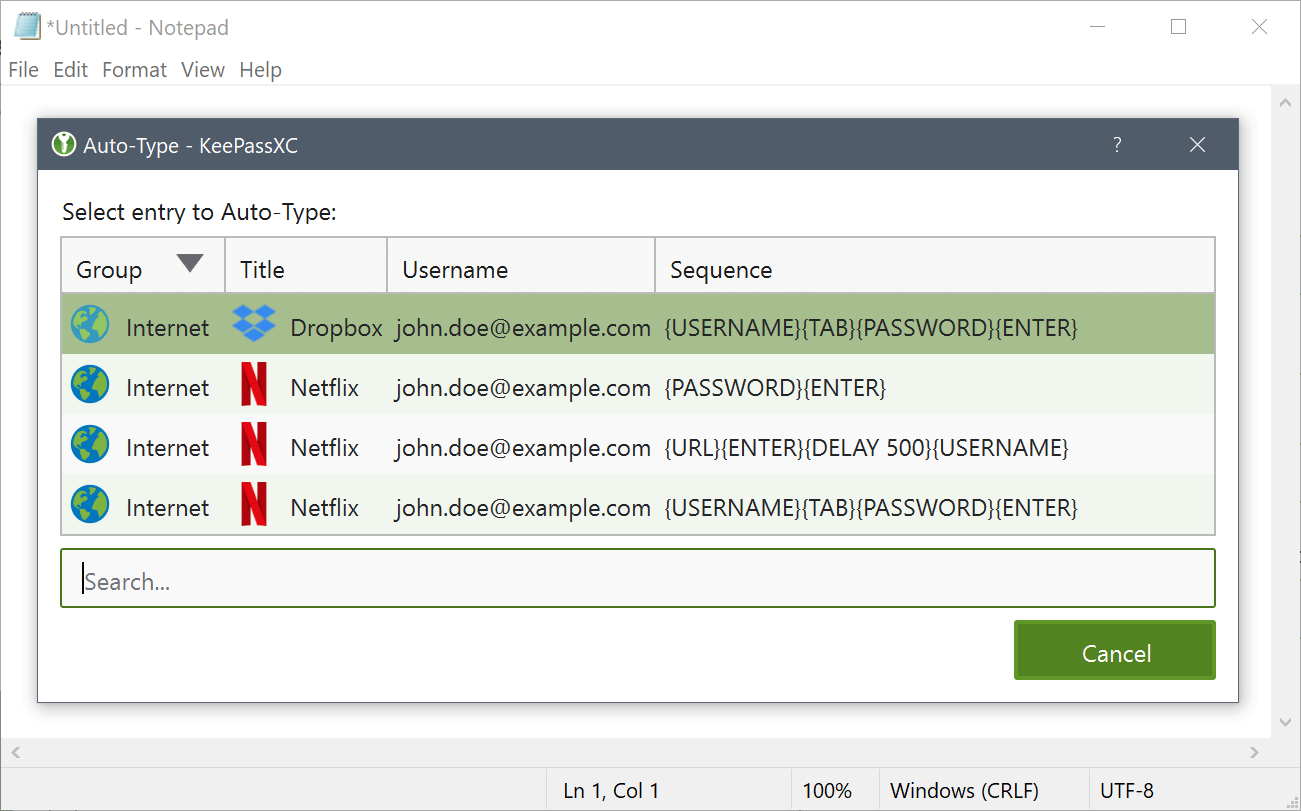 *Untitled - Notepad
File Edit Format View Help
Auto-Type - KeePassXC ?
Select entry to Auto-Type:
Group Title Username Sequence
Internet Dropbox john.doe@example.com {USERNAME}{TAB}{PASSWORD}{ENTER}
Internet Netflix john.doe@example.com {PASSWORD}{ENTER}
Internet Netflix john.doe@example.com {URL}{ENTER}{DELAY 500}{USERNAME}
Internet Netflix john.doe@example.com {USERNAME}{TAB}{PASSWORD}{ENTER}
Search...
Cancel
Ln 1, Col 1 100% Windows (CRLF) UTF-8